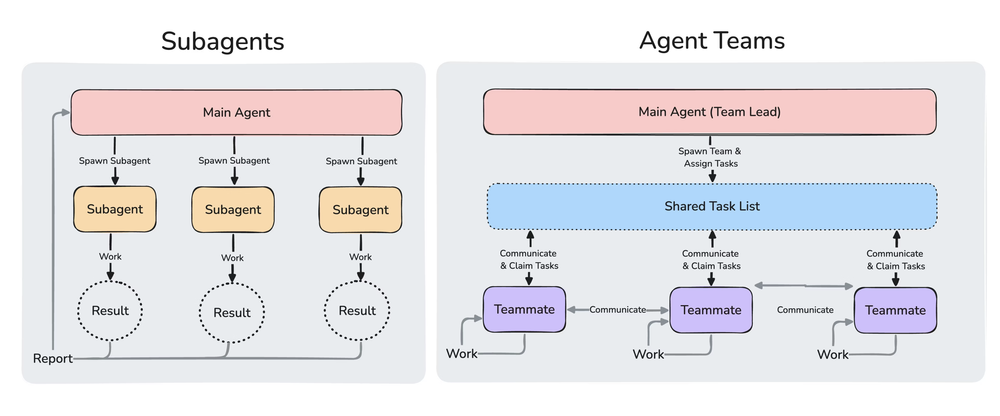 Subagents
Main Agent
Spawn Subagent
Spawn Subagent
Spawn Subagent
Subagent
Subagent
Subagent
Work
Work
Work
Result
Result
Result
Report
Agent Teams
Main Agent (Team Lead)
Spawn Team &
Assign Tasks
Shared Task List
Communicate
& Claim Tasks
Communicate
& Claim Tasks
Communicate
& Claim Tasks
Teammate
Communicate
Teammate
Communicate
Teammate
Work
Work
Work